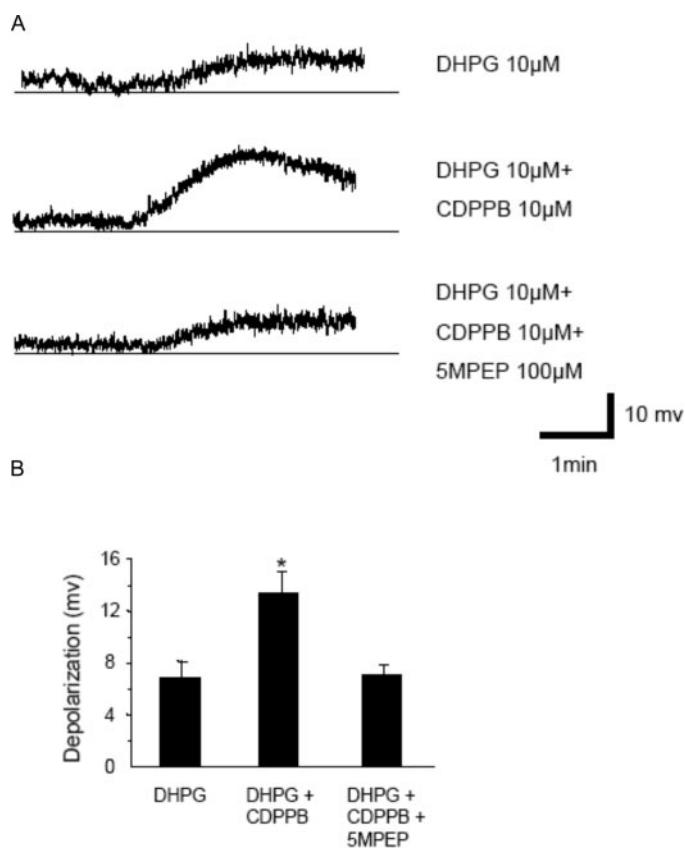 A
DHPG 10µM
DHPG 10µM+
CDPPB 10µM
DHPG 10µM+
CDPPB 10µM+
5MPEP 100µM
10 mv
1min
B
Depolarization (mv)
16
12
8
4
0
*
DHPG
DHPG +
CDPPB
DHPG +
CDPPB +
5MPEP